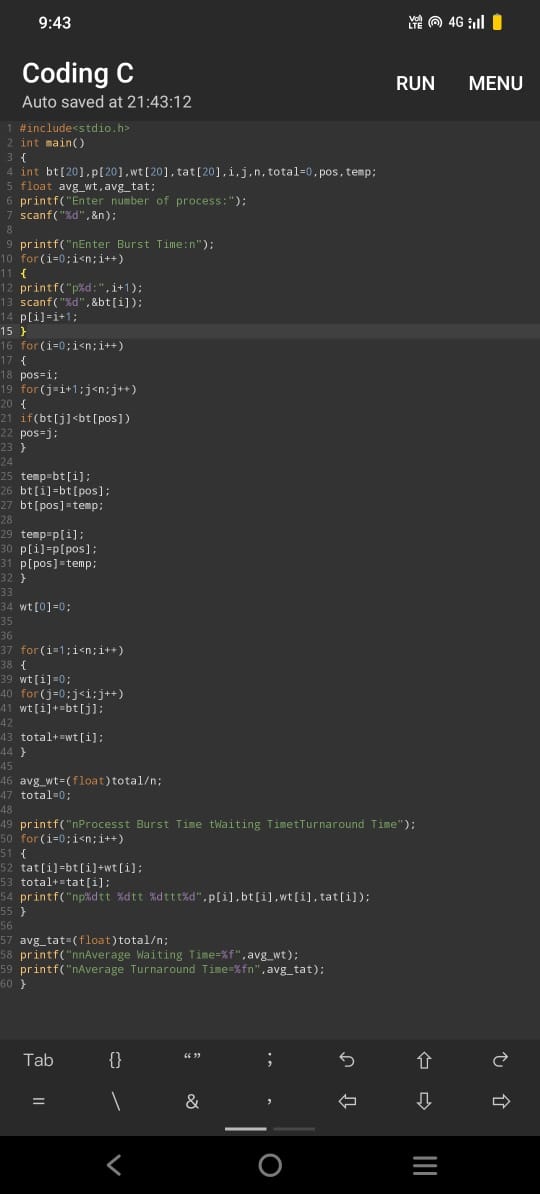 9:43 Vo) LTE 4G
Coding C
Auto saved at 21:43:12
RUN MENU
1 #include<stdio.h>
2 int main()
3 {
4 int bt[20],p[20],wt[20],tat[20],i,j,n,total=0,pos,temp;
5 float avg_wt,avg_tat;
6 printf("Enter number of process:");
7 scanf("%d",&n);
8
9 printf("nEnter Burst Time:n");
10 for(i=0;i<n;i++)
11 {
12 printf("p%d:",i+1);
13 scanf("%d",&bt[i]);
14 p[i]=i+1;
15 }
16 for(i=0;i<n;i++)
17 {
18 pos=i;
19 for(j=i+1;j<n;j++)
20 {
21 if(bt[j]<bt[pos])
22 pos=j;
23 }
24
25 temp=bt[i];
26 bt[i]=bt[pos];
27 bt[pos]=temp;
28
29 temp=p[i];
30 p[i]=p[pos];
31 p[pos]=temp;
32 }
33
34 wt[0]=0;
35
36
37 for(i=1;i<n;i++)
38 {
39 wt[i]=0;
40 for(j=0;j<i;j++)
41 wt[i]+=bt[j];
42
43 total+=wt[i];
44 }
45
46 avg_wt=(float)total/n;
47 total=0;
48
49 printf("nProcesst Burst Time tWaiting TimetTurnaround Time");
50 for(i=0;i<n;i++)
51 {
52 tat[i]=bt[i]+wt[i];
53 total+=tat[i];
54 printf("np%dtt %dtt %dttt%d",p[i],bt[i],wt[i],tat[i]);
55 }
56
57 avg_tat=(float)total/n;
58 printf("nnAverage Waiting Time=%f",avg_wt);
59 printf("nAverage Turnaround Time=%fn",avg_tat);
60 }
Tab {} “” ;
= \ & ,